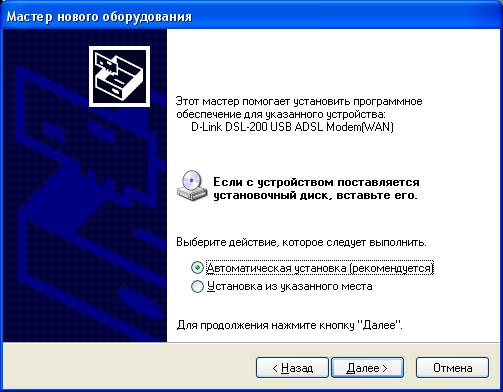 Мастер нового оборудования
Этот мастер помогает установить программное
обеспечение для указанного устройства:
D-Link DSL-200 USB ADSL Modem(WAN)
Если с устройством поставляется
установочный диск, вставьте его.
Выберите действие, которое следует выполнить.
Автоматическая установка (рекомендуется)
Установка из указанного места
Для продолжения нажмите кнопку "Далее".
< Назад
Далее >
Отмена